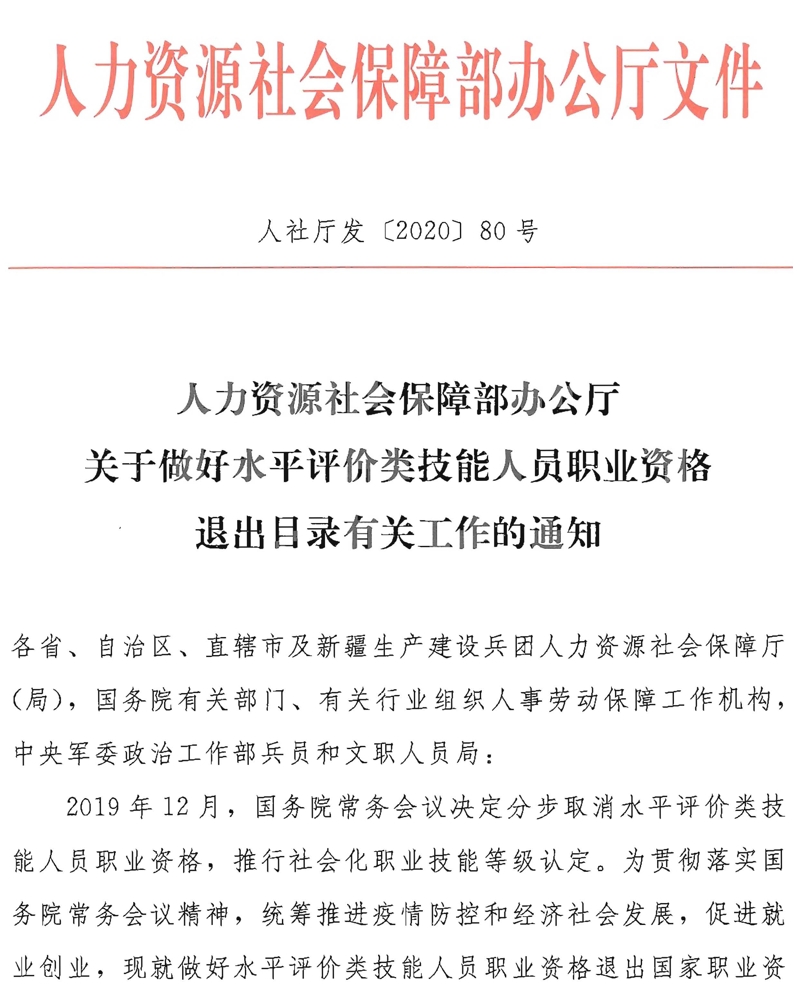 人力资源社会保障部办公厅文件
人社厅发〔2020〕80号
人力资源社会保障部办公厅
关于做好水平评价类技能人员职业资格
退出目录有关工作的通知
各省、自治区、直辖市及新疆生产建设兵团人力资源社会保障厅
（局），国务院有关部门、有关行业组织人事劳动保障工作机构，
中央军委政治工作部兵员和文职人员局：
2019年12月，国务院常务会议决定分步取消水平评价类技
能人员职业资格，推行社会化职业技能等级认定。为贯彻落实国
务院常务会议精神，统筹推进疫情防控和经济社会发展，促进就
业创业，现就做好水平评价类技能人员职业资格退出国家职业资